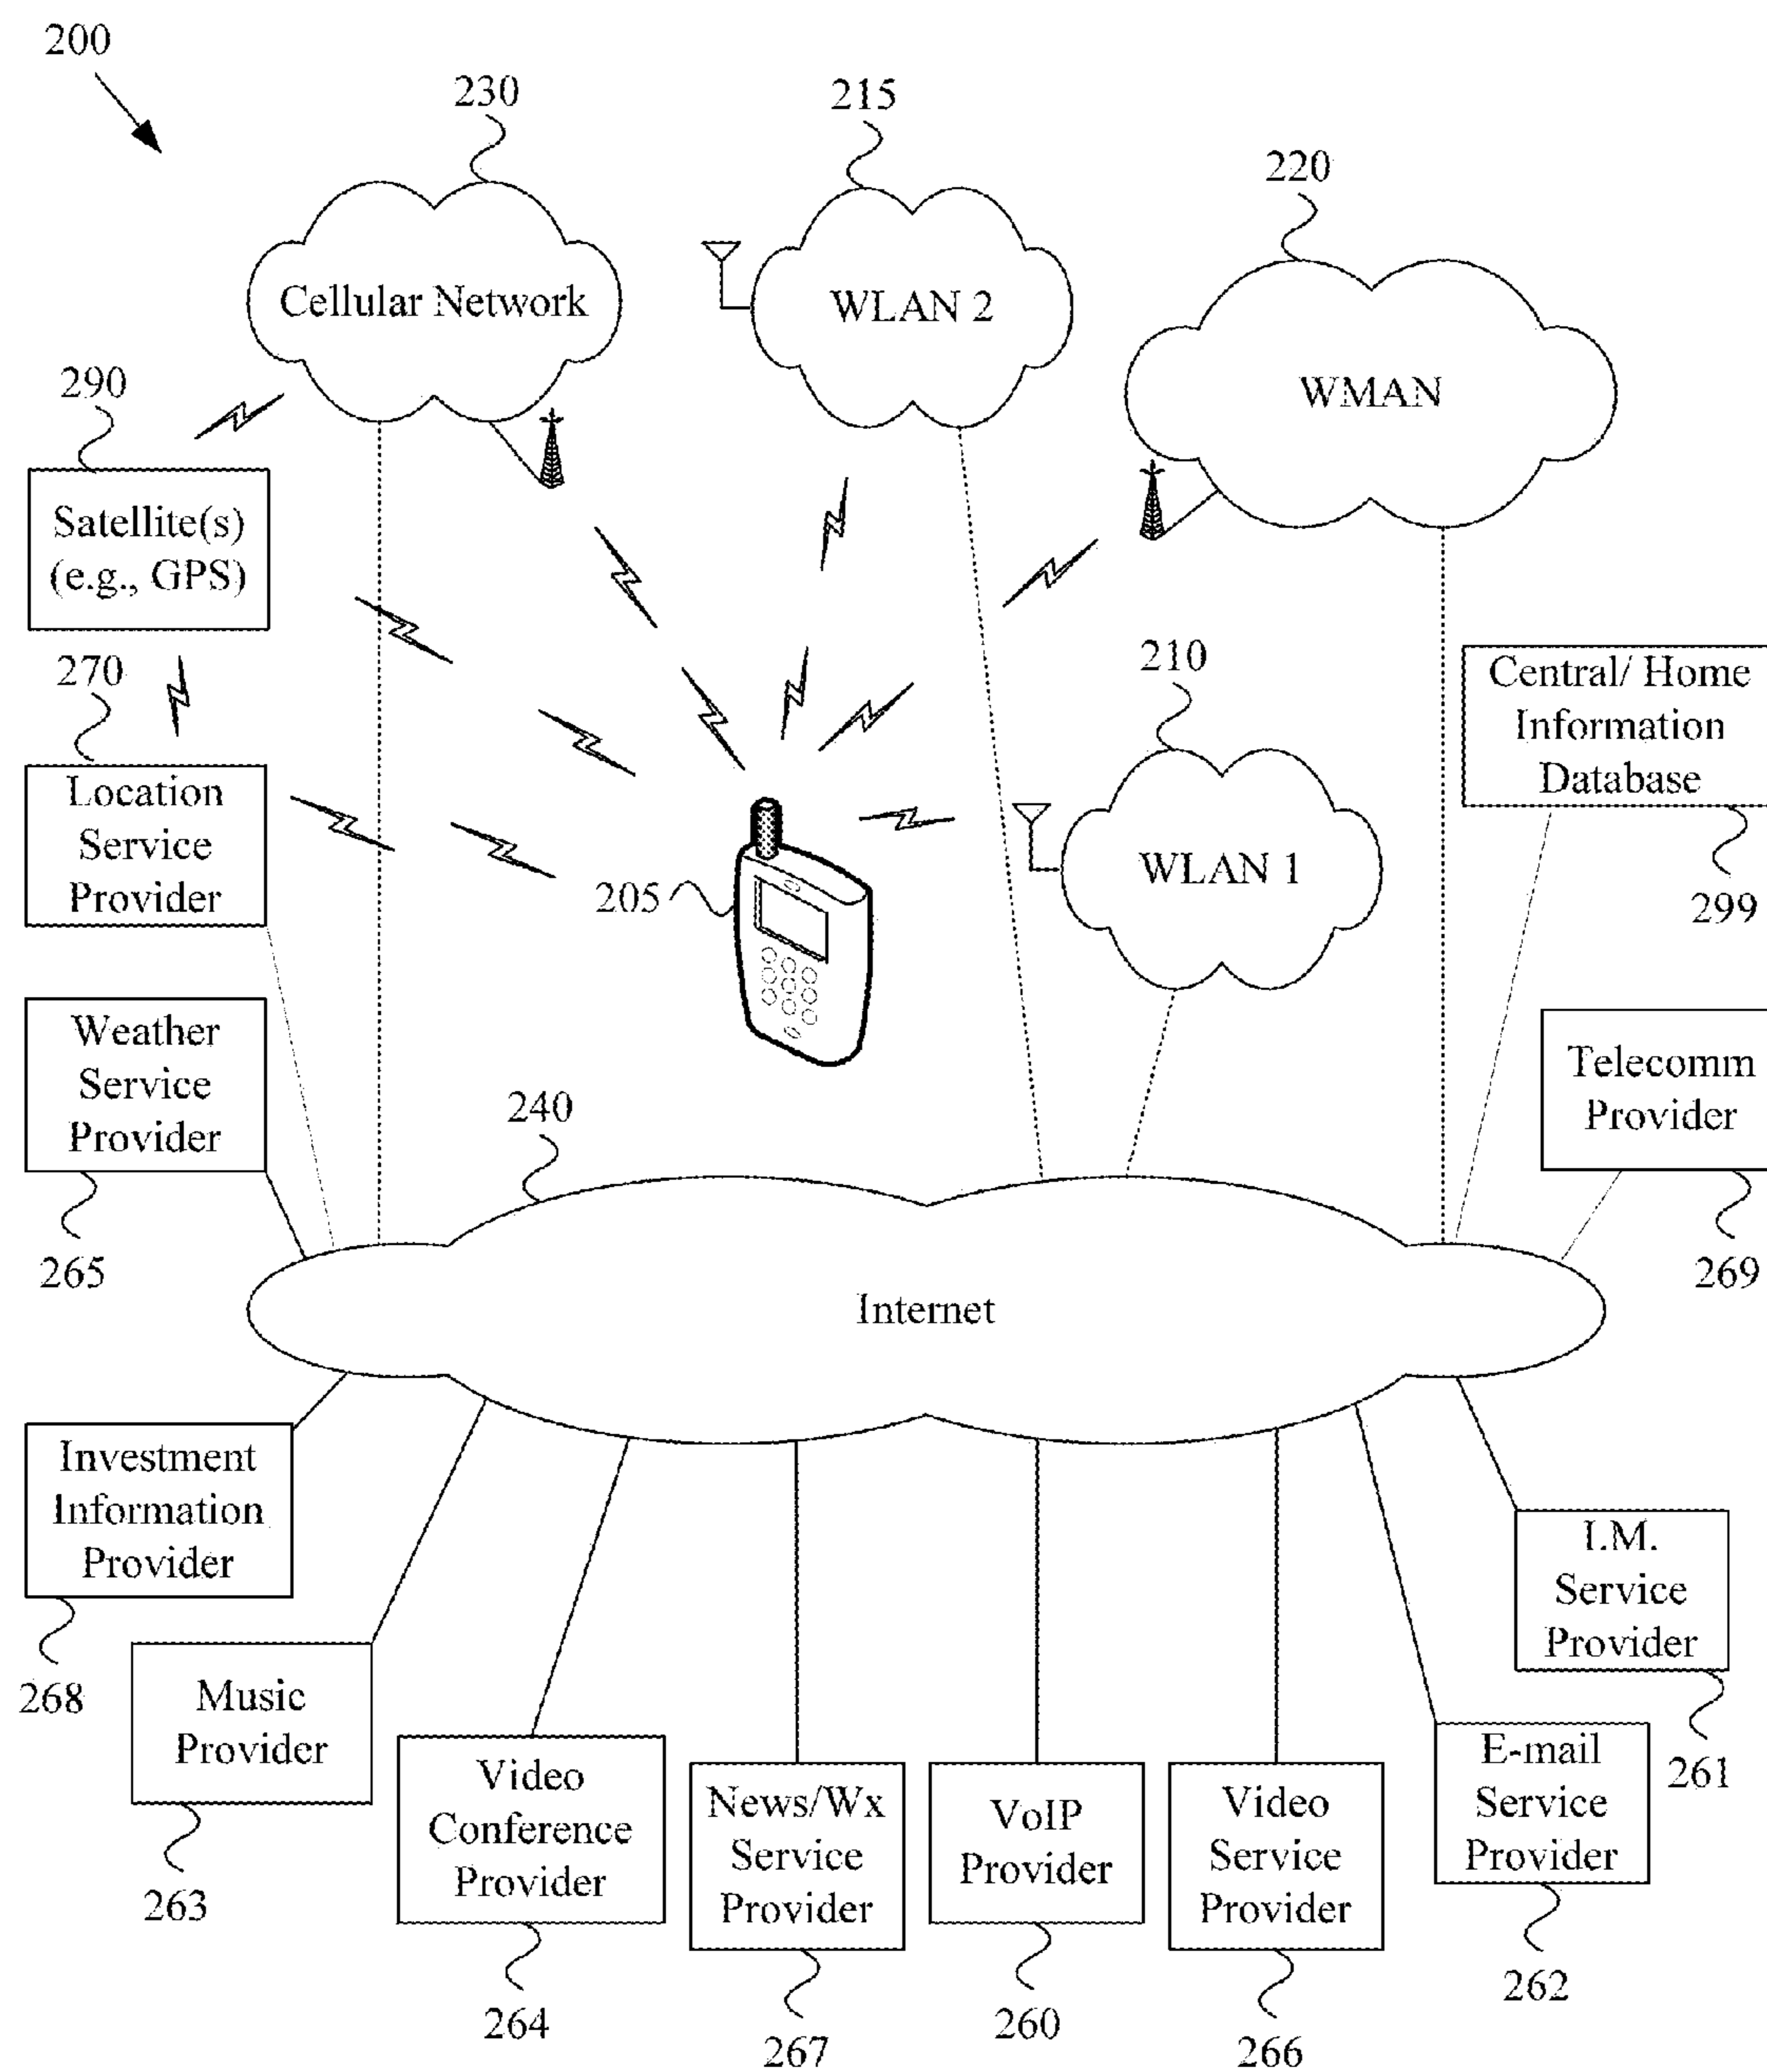 200
230
215
220
Cellular Network
WLAN 2
WMAN
290
Satellite(s)
(e.g., GPS)
270
Location
Service
Provider
210
WLAN 1
Central/ Home
Information
Database
299
205
Weather
Service
Provider
265
Telecomm
Provider
269
240
Internet
Investment
Information
Provider
268
Music
Provider
263
Video
Conference
Provider
264
News/Wx
Service
Provider
267
VoIP
Provider
260
Video
Service
Provider
266
E-mail
Service
Provider
262
I.M.
Service
Provider
261